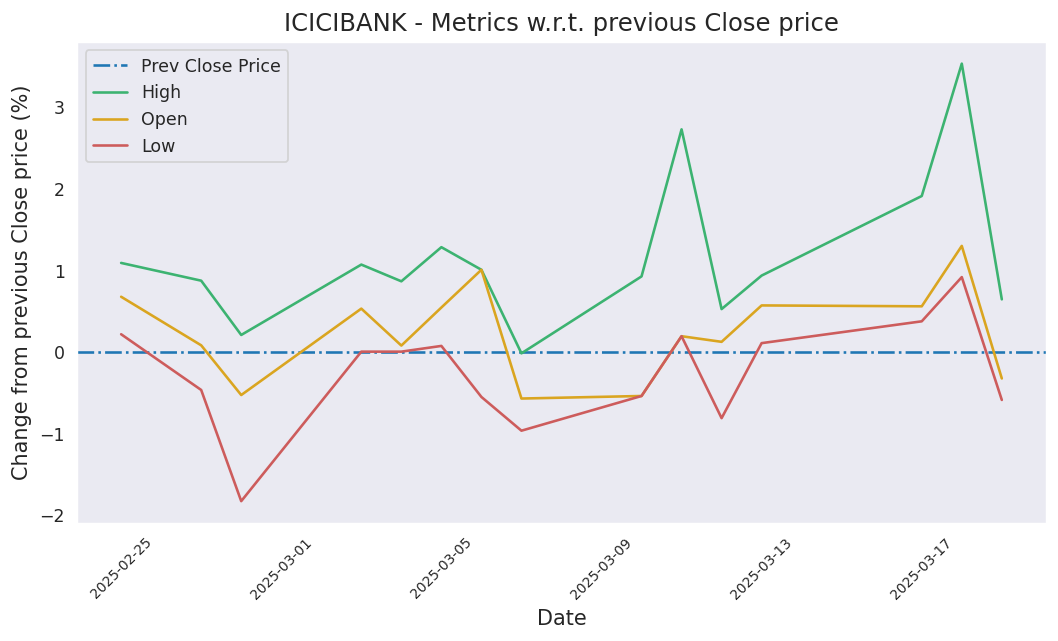 ICICIBANK - Metrics w.r.t. previous Close price
Change from previous Close price (%)
Prev Close Price
High
Open
Low
3
2
1
0
−1
−2
2025-02-25
2025-03-01
2025-03-05
2025-03-09
2025-03-13
2025-03-17
Date